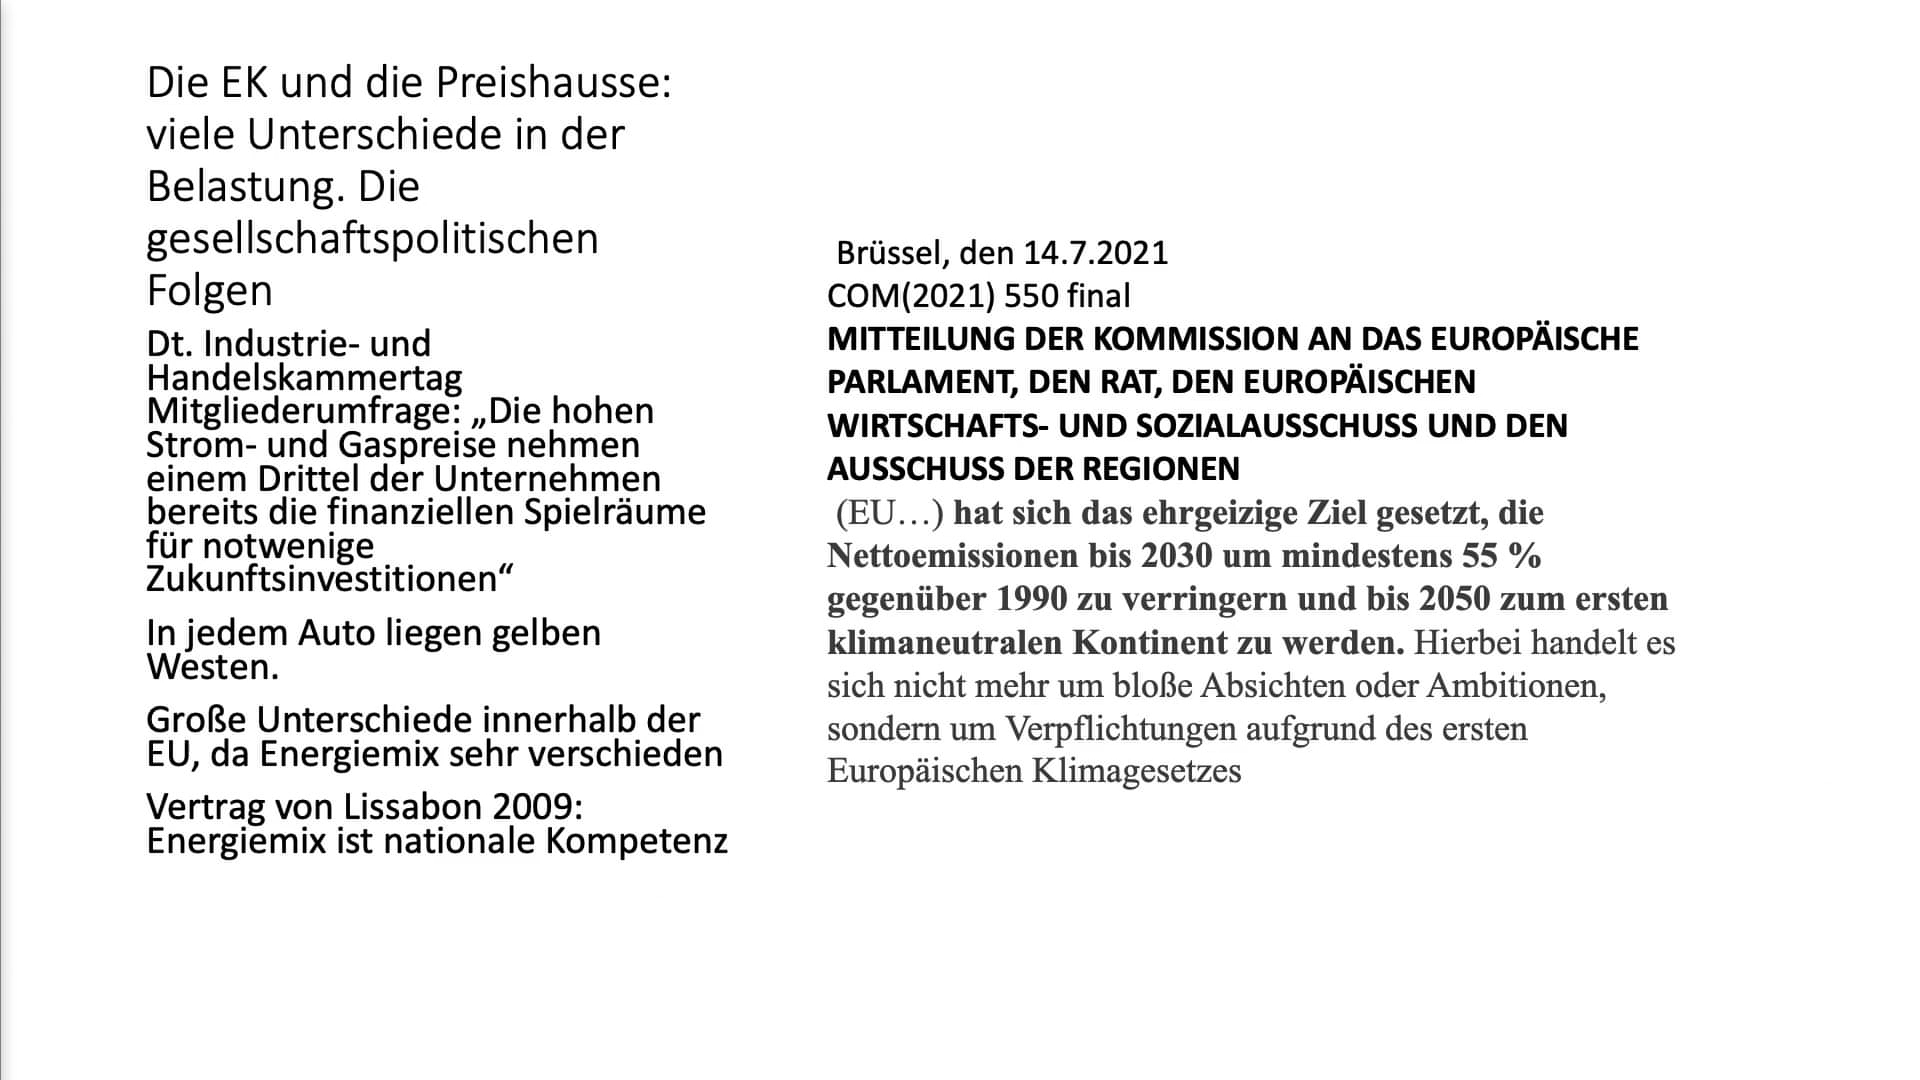 Die EK und die Preishausse:
viele Unterschiede in der
Belastung. Die
gesellschaftspolitischen
Folgen
Dt. Industrie- und
Handelskammertag
Mitgliederumfrage: „Die hohen
Strom- und Gaspreise nehmen
einem Drittel der Unternehmen
bereits die finanziellen Spielräume
für notwenige
Zukunftsinvestitionen“
In jedem Auto liegen gelben
Westen.
Große Unterschiede innerhalb der
EU, da Energiemix sehr verschieden
Vertrag von Lissabon 2009:
Energiemix ist nationale Kompetenz
Brüssel, den 14.7.2021
COM(2021) 550 final
MITTEILUNG DER KOMMISSION AN DAS EUROPÄISCHE
PARLAMENT, DEN RAT, DEN EUROPÄISCHEN
WIRTSCHAFTS- UND SOZIALAUSSCHUSS UND DEN
AUSSCHUSS DER REGIONEN
(EU…) hat sich das ehrgeizige Ziel gesetzt, die
Nettoemissionen bis 2030 um mindestens 55 %
gegenüber 1990 zu verringern und bis 2050 zum ersten
klimaneutralen Kontinent zu werden. Hierbei handelt es
sich nicht mehr um bloße Absichten oder Ambitionen,
sondern um Verpflichtungen aufgrund des ersten
Europäischen Klimagesetzes